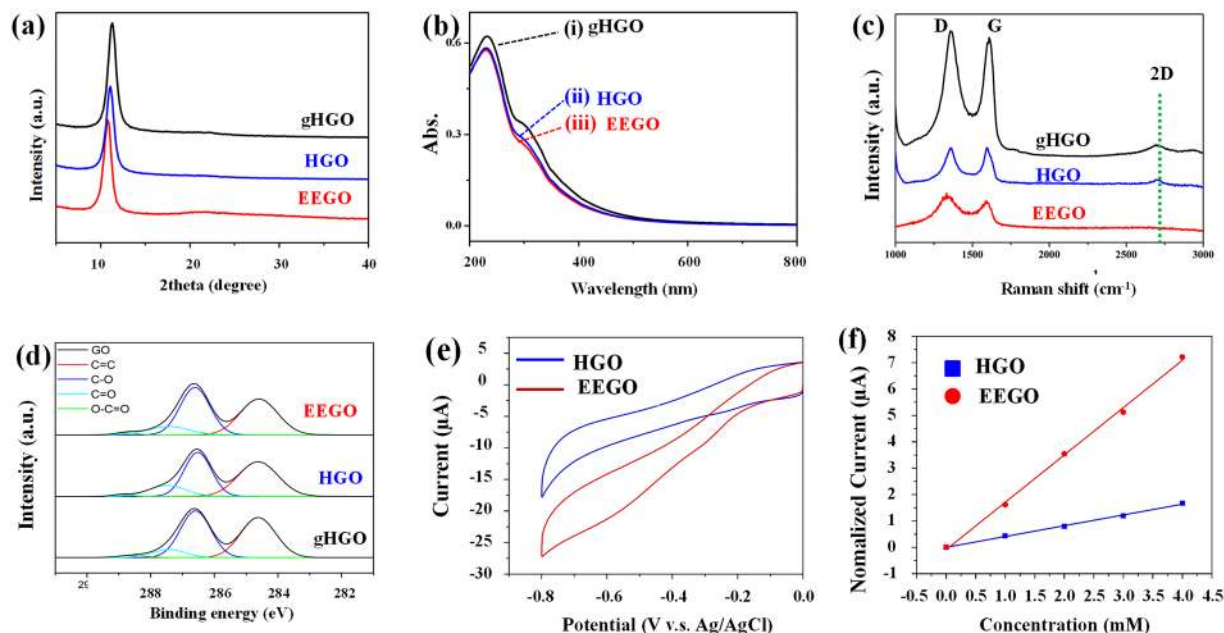 (a)
gHGO
HGO
EEGO
Intensity (a.u.)
10 20 30 40
2theta (degree)
(b)
(i) gHGO
(ii) HGO
(iii) EEGO
Abs.
0.6
0.3
0.0
200 400 600 800
Wavelength (nm)
(c)
D G
2D
gHGO
HGO
EEGO
Intensity (a.u.)
1000 1500 2000 2500 3000
Raman shift (cm-1)
(d)
GO
C=C
C-O
C=O
O-C=O
EEGO
HGO
gHGO
Intensity (a.u.)
288 286 284 282
Binding energy (eV)
(e)
HGO
EEGO
Current (μA)
5
0
-5
-10
-15
-20
-25
-30
-0.8 -0.6 -0.4 -0.2 0.0
Potential (V v.s. Ag/AgCl)
(f)
HGO
EEGO
Nomalized Current (μA)
8
7
6
5
4
3
2
1
0
-1
-0.5 0.0 0.5 1.0 1.5 2.0 2.5 3.0 3.5 4.0 4.5
Concentration (mM)